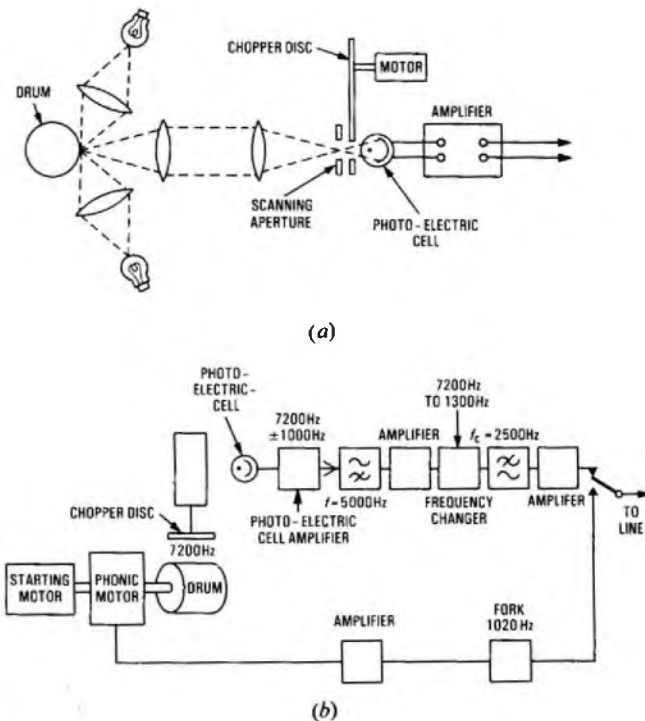 CHOPPER DISC
MOTOR
DRUM
AMPLIFIER
SCANNING
APERTURE
PHOTO - ELECTRIC
CELL
(a)
PHOTO-
ELECTRIC-
CELL
7200Hz
±1000Hz
AMPLIFIER
7200Hz
TO 1300Hz
fc = 2500Hz
f=5000Hz
FREQUENCY
CHANGER
AMPLIFER
TO
LINE
PHOTO - ELECTRIC
CELL AMPLIFIER
CHOPPER DISC
7200Hz
STARTING
MOTOR
PHONIC
MOTOR
DRUM
AMPLIFIER
FORK
1020 Hz
(b)